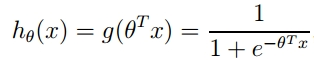 h_θ(x) = g(θ^T x) = 1 / (1 + e^{−θ^T x})